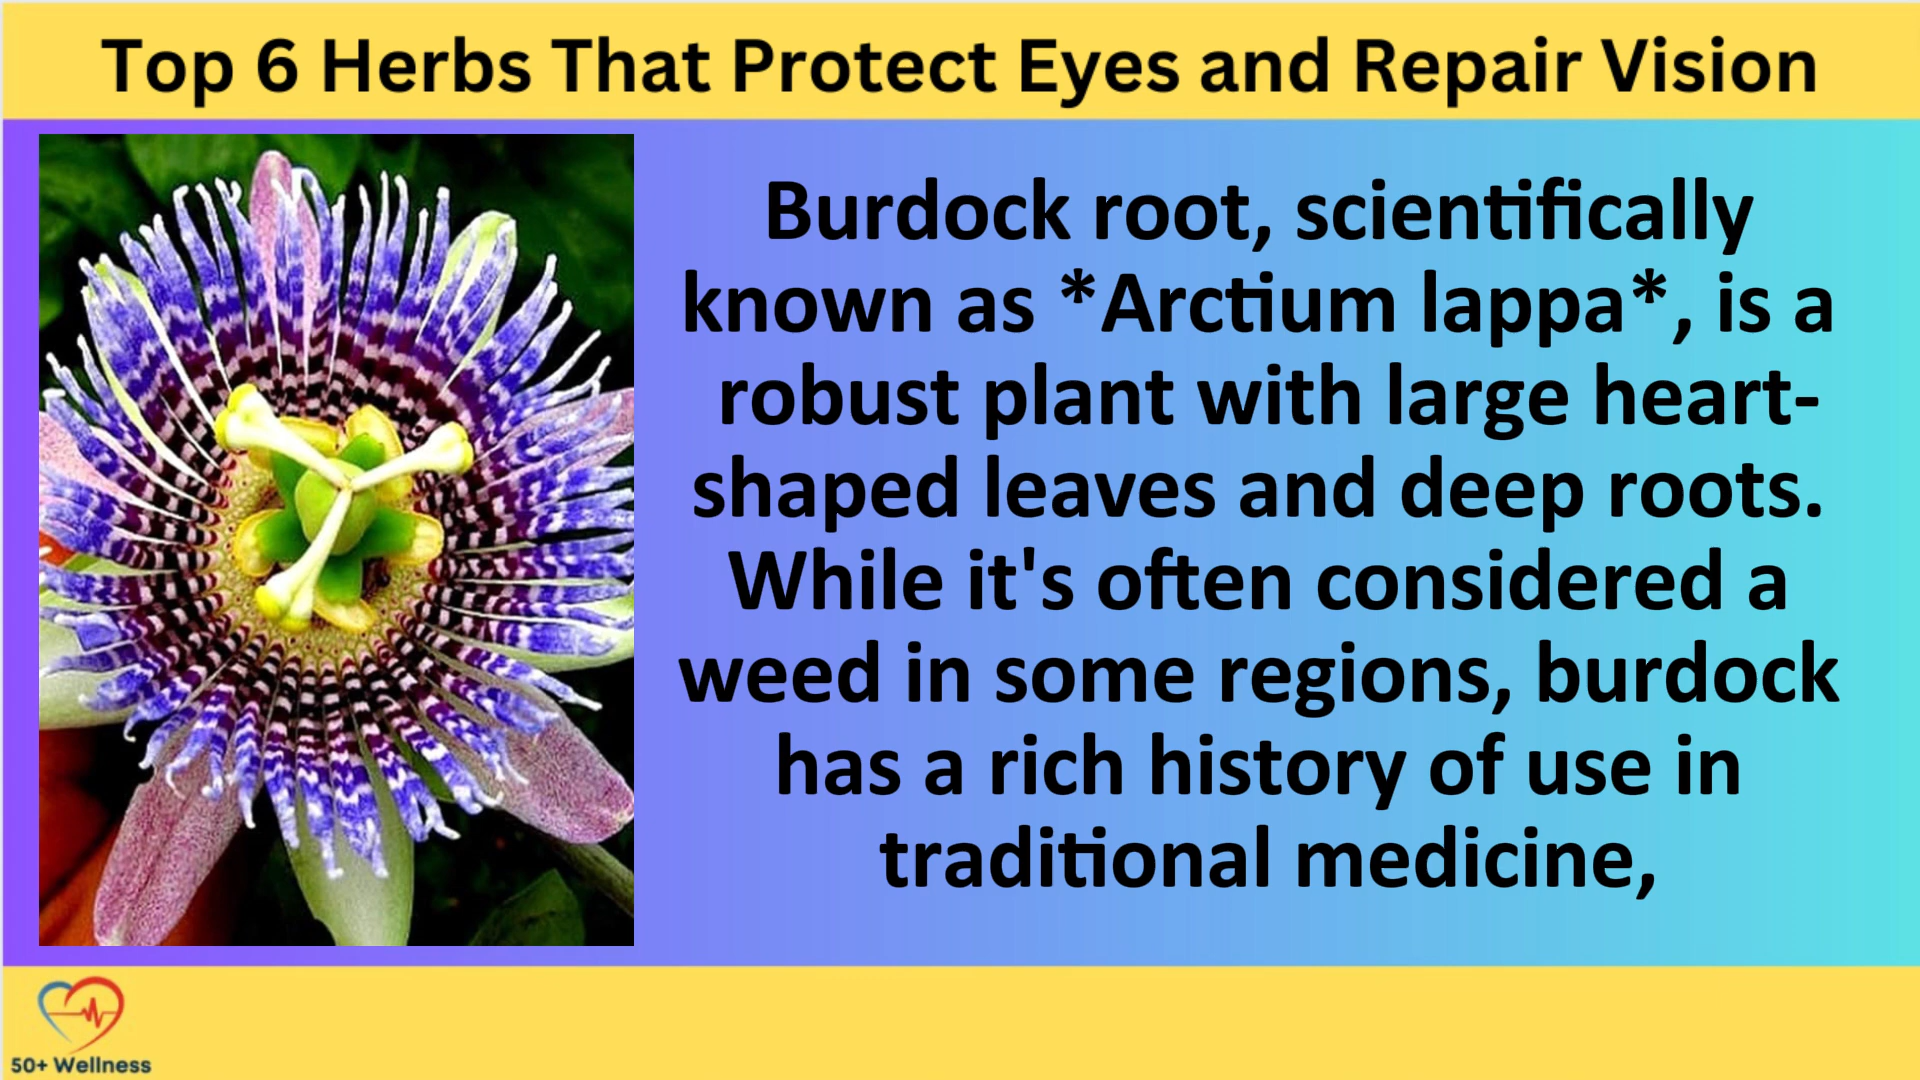 Top 6 Herbs That Protect Eyes and Repair Vision
Burdock root, scientifically
known as *Arctium lappa*, is a
robust plant with large heart-
shaped leaves and deep roots.
While it's often considered a
weed in some regions, burdock
has a rich history of use in
traditional medicine,
50+ Wellness